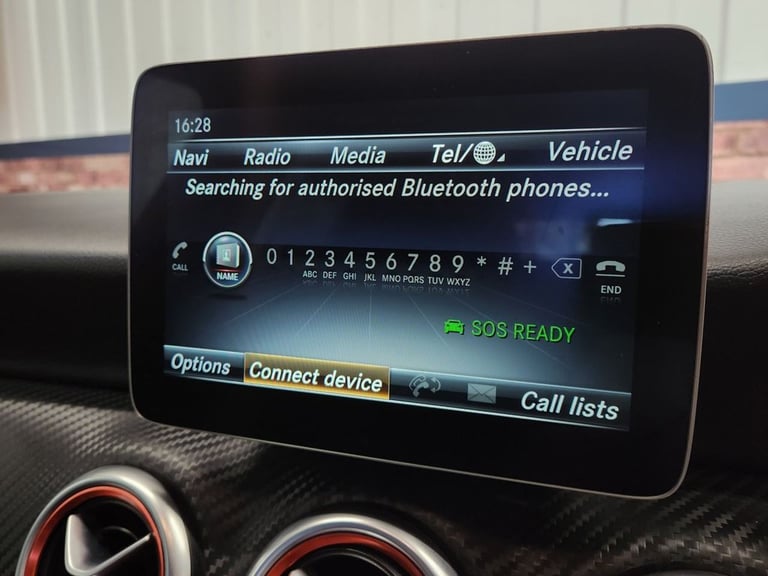 16:28
Navi Radio Media Tel/ Vehicle
Searching for authorised Bluetooth phones...
0 1 2 3 4 5 6 7 8 9 * # + x
CALL NAME ABC DEF GHI JKL MNO PQRS TUV WXYZ END
SOS READY
Options Connect device Call lists